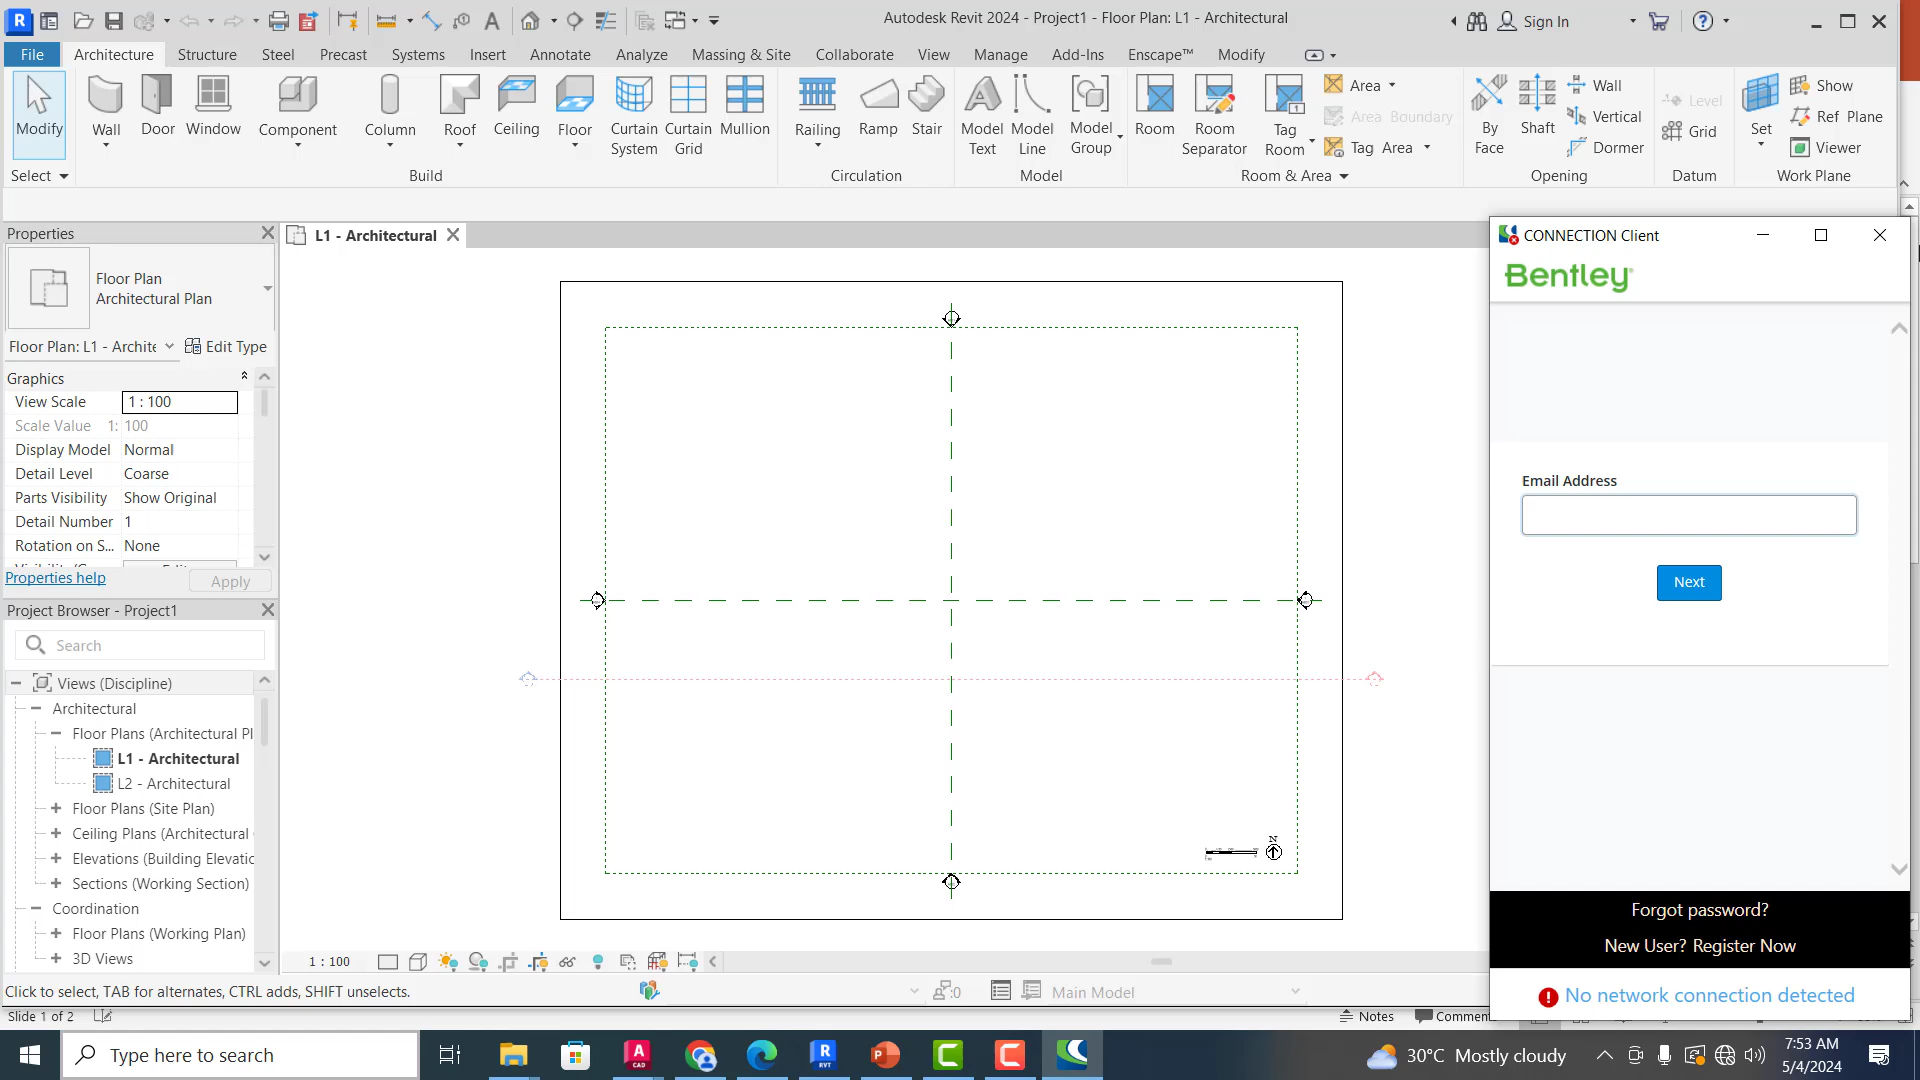 Autodesk Revit 2024 - Project1 - Floor Plan: L1 - Architectural
Sign In
File Architecture Structure Steel Precast Systems Insert Annotate Analyze Massing & Site Collaborate View Manage Add-Ins Enscape™ Modify
Modify
Wall
Door
Window
Component
Column
Roof
Ceiling
Floor
Curtain System
Curtain Grid
Mullion
Railing
Ramp
Stair
Model Text
Model Line
Model Group
Room
Room Separator
Tag Room
Area
Area Boundary
Tag Area
By Face
Shaft
Wall
Vertical
Dormer
Level
Grid
Set
Show
Ref Plane
Viewer
Select
Build
Circulation
Model
Room & Area
Opening
Datum
Work Plane
Properties
L1 - Architectural
Floor Plan
Architectural Plan
Floor Plan: L1 - Archite
Edit Type
Graphics
View Scale 1 : 100
Scale Value 1: 100
Display Model Normal
Detail Level Coarse
Parts Visibility Show Original
Detail Number 1
Rotation on S... None
Properties help
Apply
Project Browser - Project1
Search
Views (Discipline)
Architectural
Floor Plans (Architectural Pl
L1 - Architectural
L2 - Architectural
Floor Plans (Site Plan)
Ceiling Plans (Architectural
Elevations (Building Elevatic
Sections (Working Section)
Coordination
Floor Plans (Working Plan)
3D Views
N
1 : 100
Click to select, TAB for alternates, CTRL adds, SHIFT unselects.
:0
Main Model
CONNECTION Client
Bentley
Email Address
Next
Forgot password?
New User? Register Now
No network connection detected
Slide 1 of 2
Notes
Comments
Type here to search
30°C Mostly cloudy
7:53 AM
5/4/2024